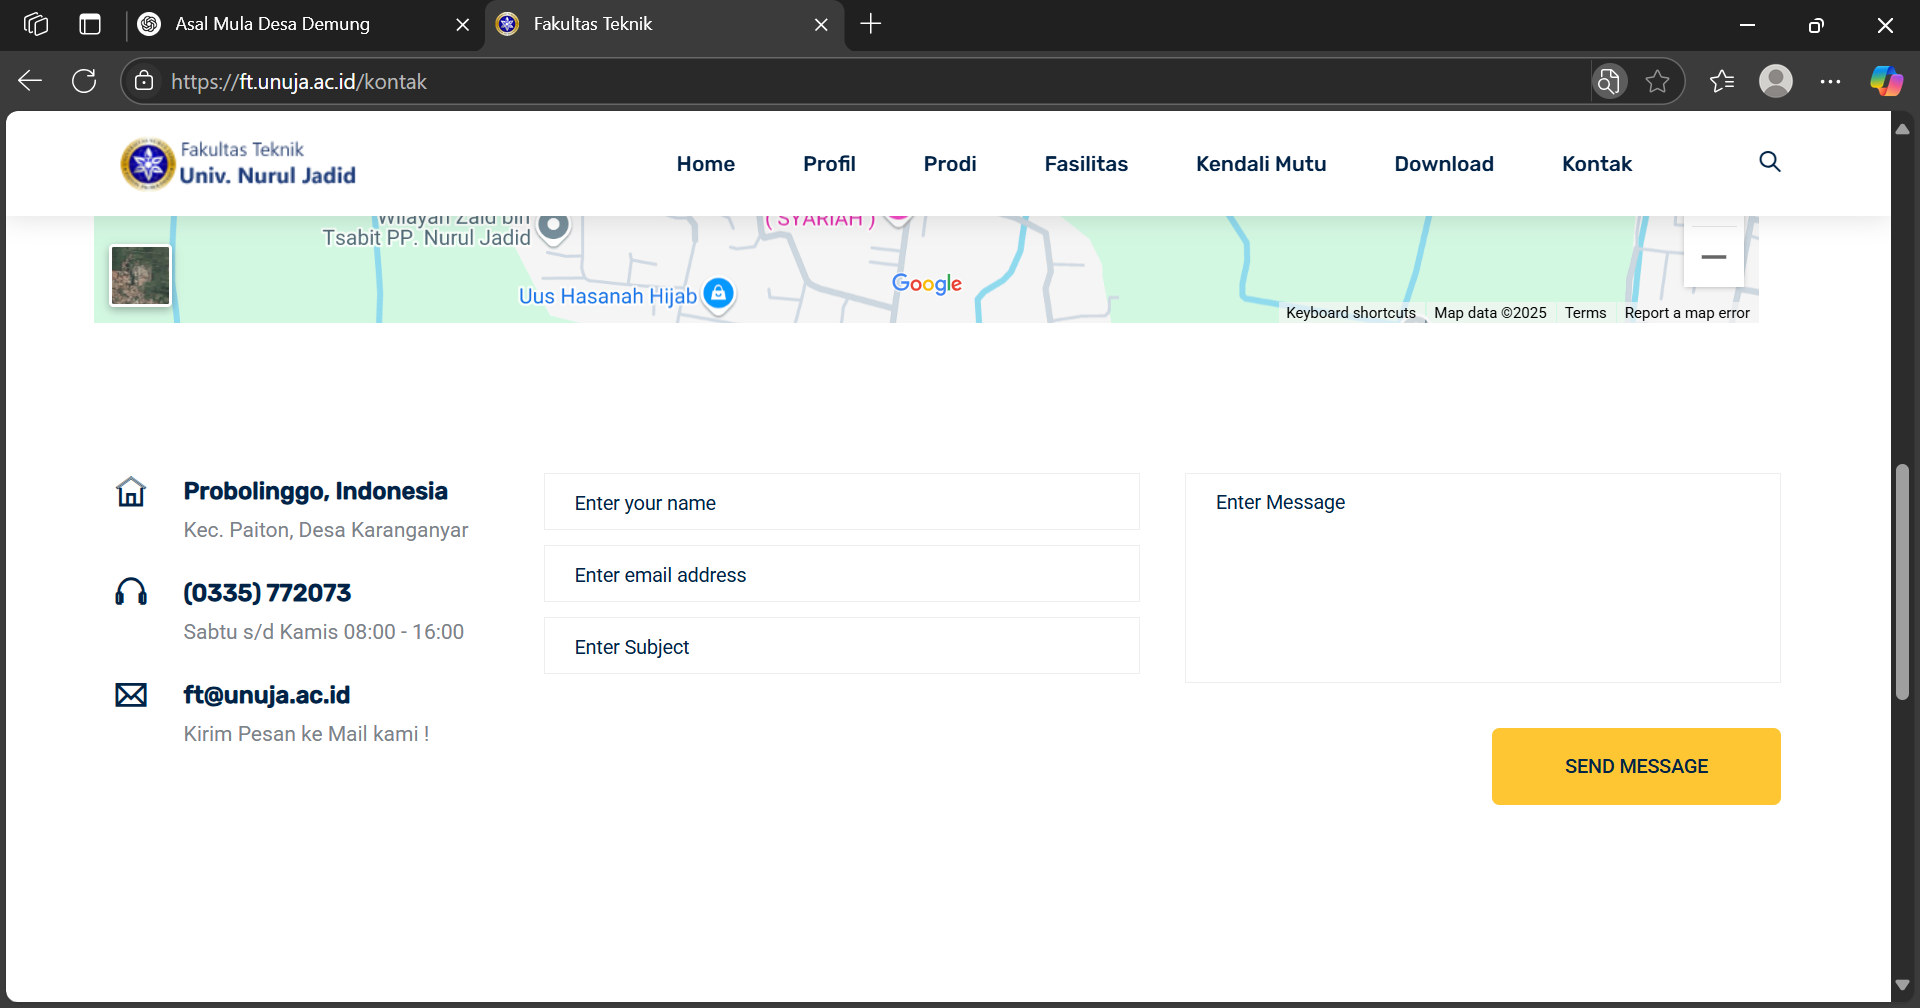 Asal Mula Desa Demung
Fakultas Teknik
https://ft.unuja.ac.id/kontak
Fakultas Teknik
Univ. Nurul Jadid
Home
Profil
Prodi
Fasilitas
Kendali Mutu
Download
Kontak
Wilayah Zaid bin
Tsabit PP. Nurul Jadid
( SYARIAH )
Uus Hasanah Hijab
Google
Keyboard shortcuts
Map data ©2025
Terms
Report a map error
Probolinggo, Indonesia
Kec. Paiton, Desa Karanganyar
(0335) 772073
Sabtu s/d Kamis 08:00 - 16:00
ft@unuja.ac.id
Kirim Pesan ke Mail kami !
Enter your name
Enter email address
Enter Subject
Enter Message
SEND MESSAGE